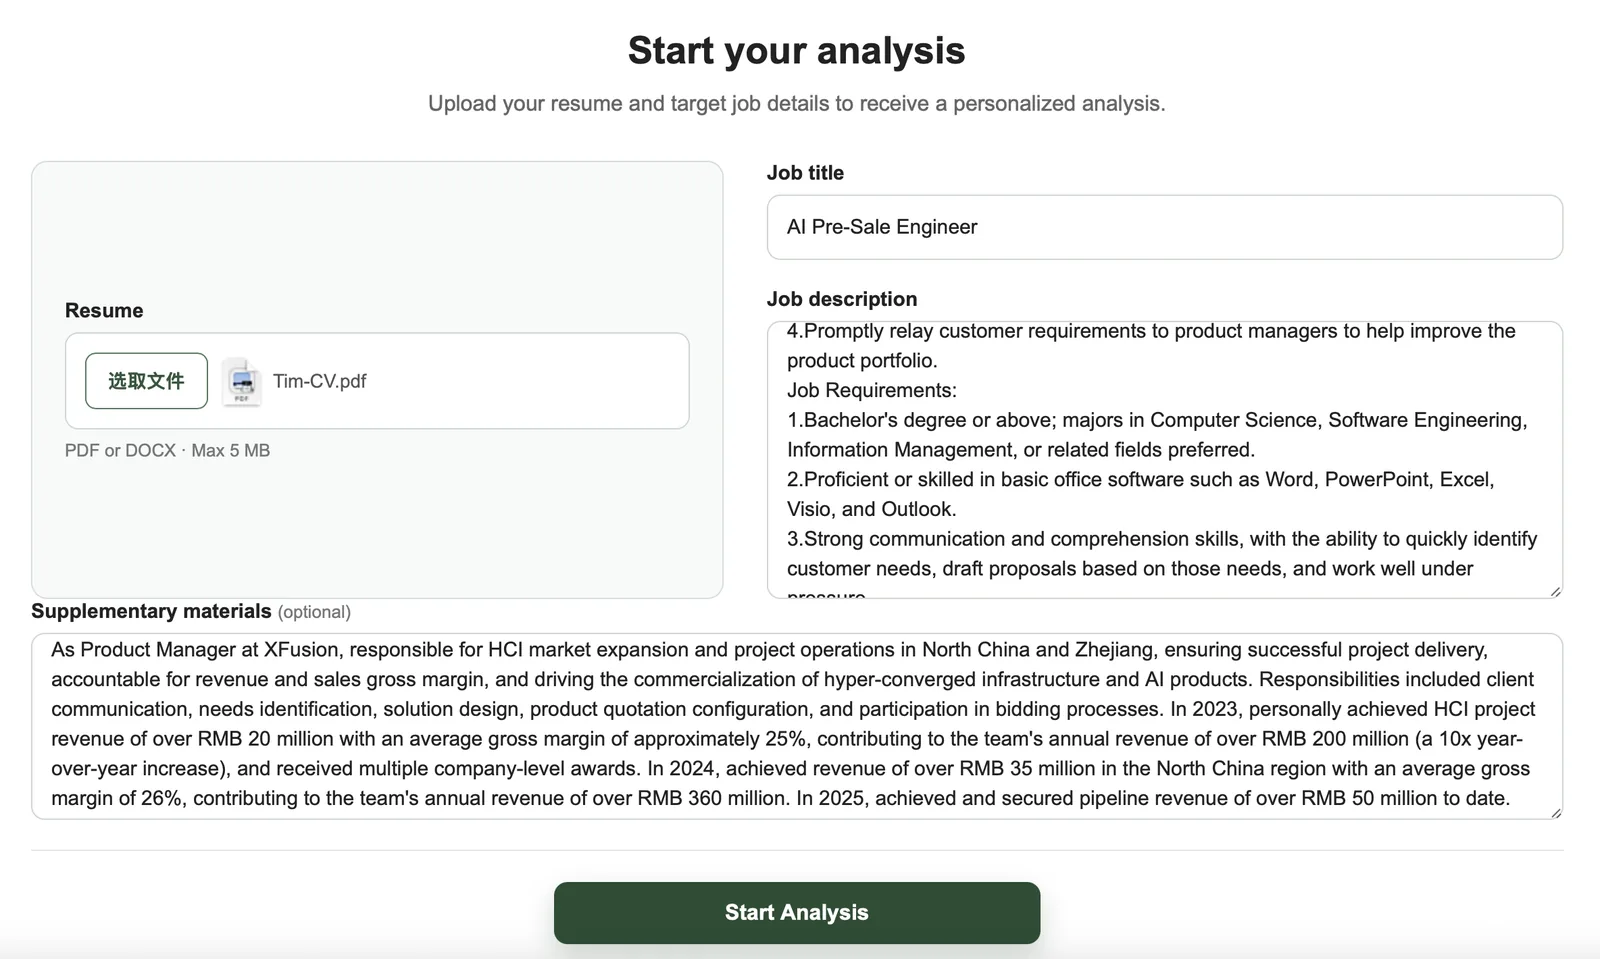 Start your analysis
Upload your resume and target job details to receive a personalized analysis.
Resume
选取文件
PDF
Tim-CV.pdf
PDF or DOCX · Max 5 MB
Job title
AI Pre-Sale Engineer
Job description
4.Promptly relay customer requirements to product managers to help improve the
product portfolio.
Job Requirements:
1.Bachelor's degree or above; majors in Computer Science, Software Engineering,
Information Management, or related fields preferred.
2.Proficient or skilled in basic office software such as Word, PowerPoint, Excel,
Visio, and Outlook.
3.Strong communication and comprehension skills, with the ability to quickly identify
customer needs, draft proposals based on those needs, and work well under
pressure.
Supplementary materials (optional)
As Product Manager at XFusion, responsible for HCI market expansion and project operations in North China and Zhejiang, ensuring successful project delivery,
accountable for revenue and sales gross margin, and driving the commercialization of hyper-converged infrastructure and AI products. Responsibilities included client
communication, needs identification, solution design, product quotation configuration, and participation in bidding processes. In 2023, personally achieved HCI project
revenue of over RMB 20 million with an average gross margin of approximately 25%, contributing to the team's annual revenue of over RMB 200 million (a 10x year-
over-year increase), and received multiple company-level awards. In 2024, achieved revenue of over RMB 35 million in the North China region with an average gross
margin of 26%, contributing to the team's annual revenue of over RMB 360 million. In 2025, achieved and secured pipeline revenue of over RMB 50 million to date.
Start Analysis